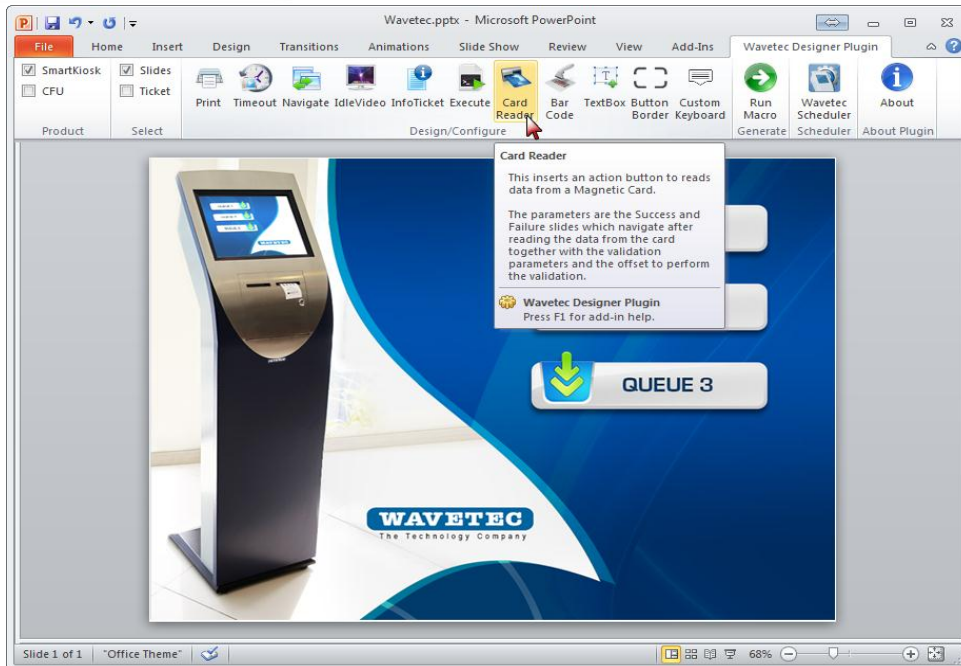 Wavetec.pptx - Microsoft PowerPoint
File Home Insert Design Transitions Animations Slide Show Review View Add-Ins Wavetec Designer Plugin
SmartKiosk
CFU
Product
Slides
Ticket
Select
Print Timeout Navigate IdleVideo InfoTicket Execute Card Reader Bar Code TextBox Button Border Custom Keyboard
Design/Configure
Run Macro
Generate
Wavetec Scheduler
Scheduler
About
About Plugin
Card Reader
This inserts an action button to reads
data from a Magnetic Card.
The parameters are the Success and
Failure slides which navigate after
reading the data from the card
together with the validation
parameters and the offset to perform
the validation.
Wavetec Designer Plugin
Press F1 for add-in help.
QUEUE 3
WAVETEC
The Technology Company
Slide 1 of 1 "Office Theme" 68%